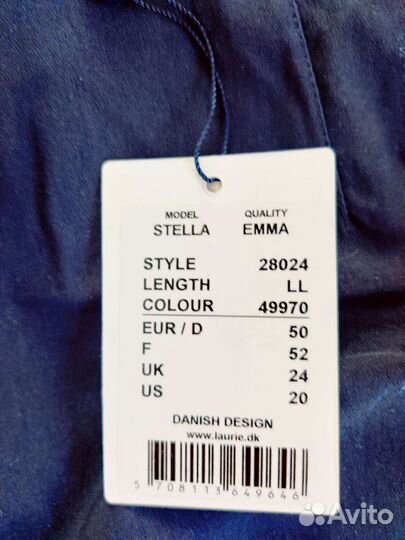 MODEL QUALITY
STELLA EMMA
STYLE 28024
LENGTH LL
COLOUR 49970
EUR / D 50
F 52
UK 24
US 20
DANISH DESIGN
www.laurie.dk
5 708113 649646
Avito